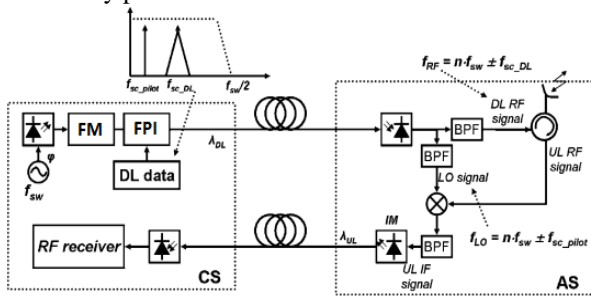 f_sc_pilot
f_sc_DL
f_sw/2
f_RF = n·f_sw ± f_sc_DL
FM
FPI
DL data
φ
f_sw
λ_DL
BPF
DL RF
signal
BPF
LO signal
UL RF
signal
f_LO = n·f_sw ± f_sc_pilot
RF receiver
λ_UL
IM
BPF
UL IF
signal
CS
AS